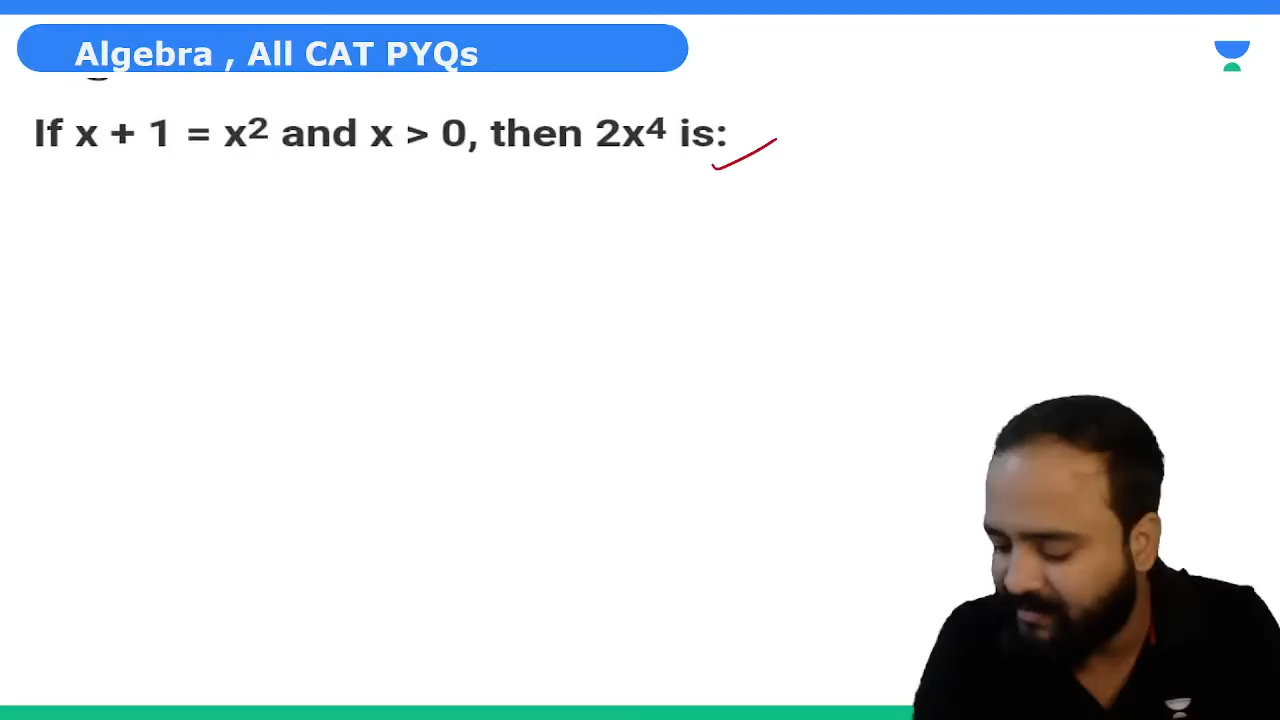 Algebra , All CAT PYQs
If x + 1 = x² and x > 0, then 2x⁴ is: